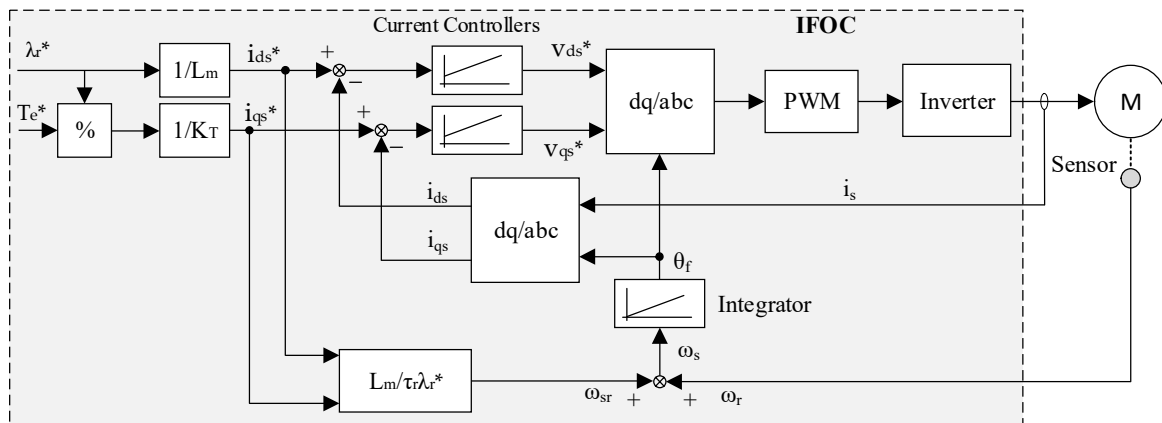 Current Controllers
IFOC
λr*
1/Lm
ids*
+
−
vds*
dq/abc
PWM
Inverter
M
Te*
%
1/KT
iqs*
+
−
vqs*
Sensor
ids
dq/abc
is
iqs
θf
Integrator
ωs
Lm/τrλr*
ωsr
+
+
ωr